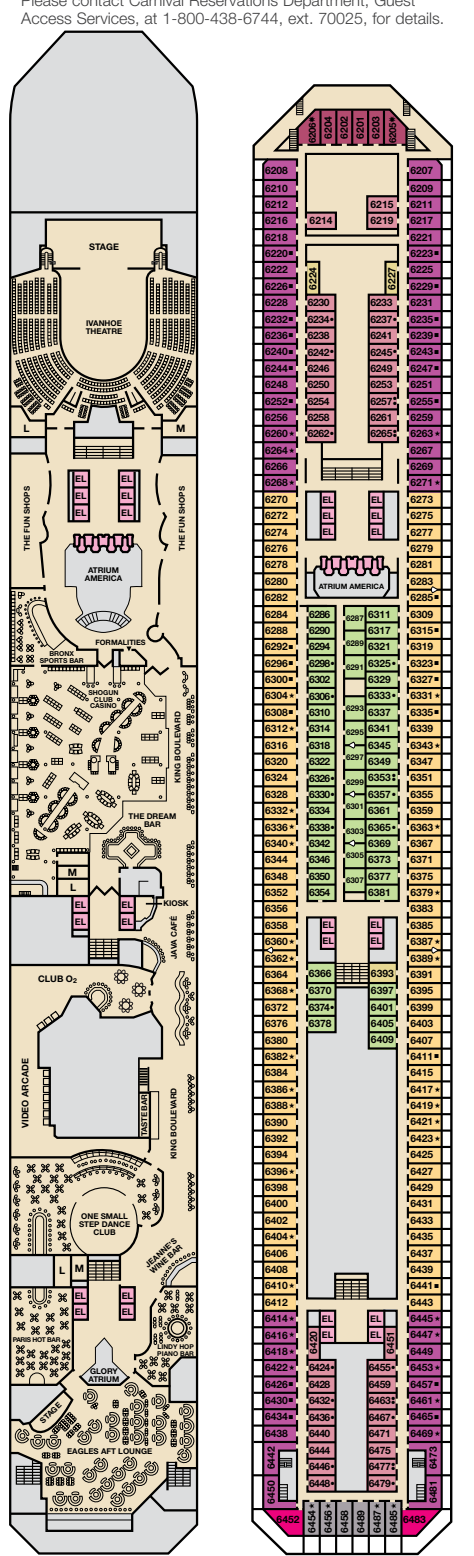 Please contact Carnival Reservations Department, Guest
Access Services, at 1-800-438-6744, ext. 70025, for details.
STAGE
IVANHOE
THEATRE
L
M
THE FUN SHOPS
THE FUN SHOPS
EL EL
EL EL
EL EL
ATRIUM
AMERICA
FORMALITIES
BRONX
SPORTS BAR
SHOGUN
CLUB
CASINO
KING BOULEVARD
THE DREAM
BAR
M
L
KIOSK
EL EL
EL EL
JAVA CAFÉ
CLUB O2
VIDEO ARCADE
TASTE BAR
KING BOULEVARD
ONE SMALL
STEP DANCE
CLUB
JEANNE'S
WINE BAR
L M
EL EL
EL EL
PARIS HOT BAR
LINDY HOP
PIANO BAR
GLORY
ATRIUM
STAGE
EAGLES AFT LOUNGE
6206 6204 6202 6201 6203 6205
6208 6207
6210 6209
6212 6215 6211
6216 6214 6219 6217
6218 6221
6220■ 6223■
6222 6224 6227 6225
6226■ 6229■
6228 6230 6233 6231
6232■ 6234• 6237• 6235■
6236■ 6238 6241 6239■
6240■ 6242• 6245• 6243■
6244■ 6246 6249 6247■
6248 6250 6253 6251
6252■ 6254 6257 6255■
6256 6258 6261 6259
6260★ 6262• 6265 6263★
6264★ 6267
6266 6269
6268★ 6271★
6270 EL EL 6273
6272 EL EL 6275
6274 EL EL 6277
6276 6279
6278 6281
6280 ATRIUM AMERICA 6283
6282 6285■
6284 6286 6287 6311 6309
6288 6290 6317 6315■
6292■ 6294 6289 6321 6319
6296■ 6298• 6291 6325• 6323■
6300■ 6302 6329 6327■
6304★ 6306• 6333• 6331★
6308■ 6310 6293 6337 6335■
6312★ 6314 6295 6341 6339
6316 6318 6345 6343★
6320 6322 6297 6349 6347
6324 6326• 6299 6353 6351
6328 6330• 6357• 6355
6332★ 6334 6301 6361 6359
6336★ 6338• 6303 6365• 6363★
6340★ 6342 6369 6367
6344 6346 6305 6373 6371
6348 6350 6307 6377 6375
6352 6354 6381 6379★
6356 6383
6358 EL EL 6385
6360★ EL EL 6387★
6362★ 6389★
6364 6366 6393 6391
6368★ 6370 6397 6395
6372 6374• 6401 6399
6376 6378 6405 6403
6380 6409 6407
6382★ 6411■
6384 6415
6386★ 6417★
6388★ 6419★
6390 6421★
6392 6423★
6394 6425
6396★ 6427
6398 6429
6400 6431
6402 6433
6404★ 6435
6406 6437
6408 6439
6410★ 6441■
6412 6443
6414★ EL EL 6445★
6416★ 6420 EL EL 6451 6447★
6418★ 6449
6422★ 6424• 6455• 6453★
6426■ 6428 6459 6457■
6430■ 6432• 6463 6461★
6434■ 6436• 6467• 6465■
6438 6440 6471 6469★
6442 6444 6475 6473
6446• 6477
6450 6448• 6479 6481
6452 6454★ 6456★ 6458 6489 6487★ 6485 6483